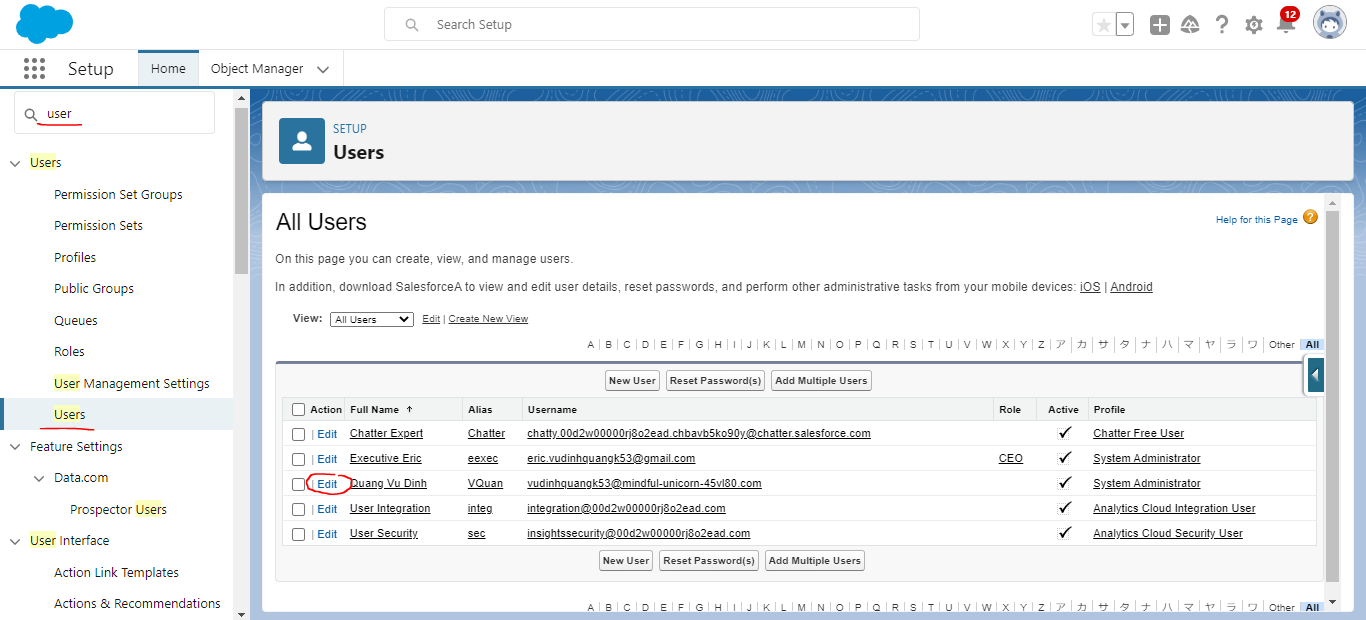 Search Setup
12
Setup
Home
Object Manager
user
Users
Permission Set Groups
Permission Sets
Profiles
Public Groups
Queues
Roles
User Management Settings
Users
Feature Settings
Data.com
Prospector Users
User Interface
Action Link Templates
Actions & Recommendations
SETUP
Users
All Users
Help for this Page ?
On this page you can create, view, and manage users.
In addition, download SalesforceA to view and edit user details, reset passwords, and perform other administrative tasks from your mobile devices: iOS | Android
View: All Users Edit | Create New View
A | B | C | D | E | F | G | H | I | J | K | L | M | N | O | P | Q | R | S | T | U | V | W | X | Y | Z | ア | カ | サ | タ | ナ | ハ | マ | ヤ | ラ | ワ | Other | All
New User Reset Password(s) Add Multiple Users
Action Full Name ↑ Alias Username Role Active Profile
| Edit Chatter Expert Chatter chatty.00d2w00000rj8o2ead.chbavb5ko90y@chatter.salesforce.com Chatter Free User
| Edit Executive Eric eexec eric.vudinhquangk53@gmail.com CEO System Administrator
| Edit Quang Vu Dinh VQuan vudinhquangk53@mindful-unicorn-45vl80.com System Administrator
| Edit User Integration integ integration@00d2w00000rj8o2ead.com Analytics Cloud Integration User
| Edit User Security sec insightssecurity@00d2w00000rj8o2ead.com Analytics Cloud Security User
New User Reset Password(s) Add Multiple Users
A | B | C | D | E | F | G | H | I | J | K | L | M | N | O | P | Q | R | S | T | U | V | W | X | Y | Z | ア | カ | サ | タ | ナ | ハ | マ | ヤ | ラ | ワ | Other | All